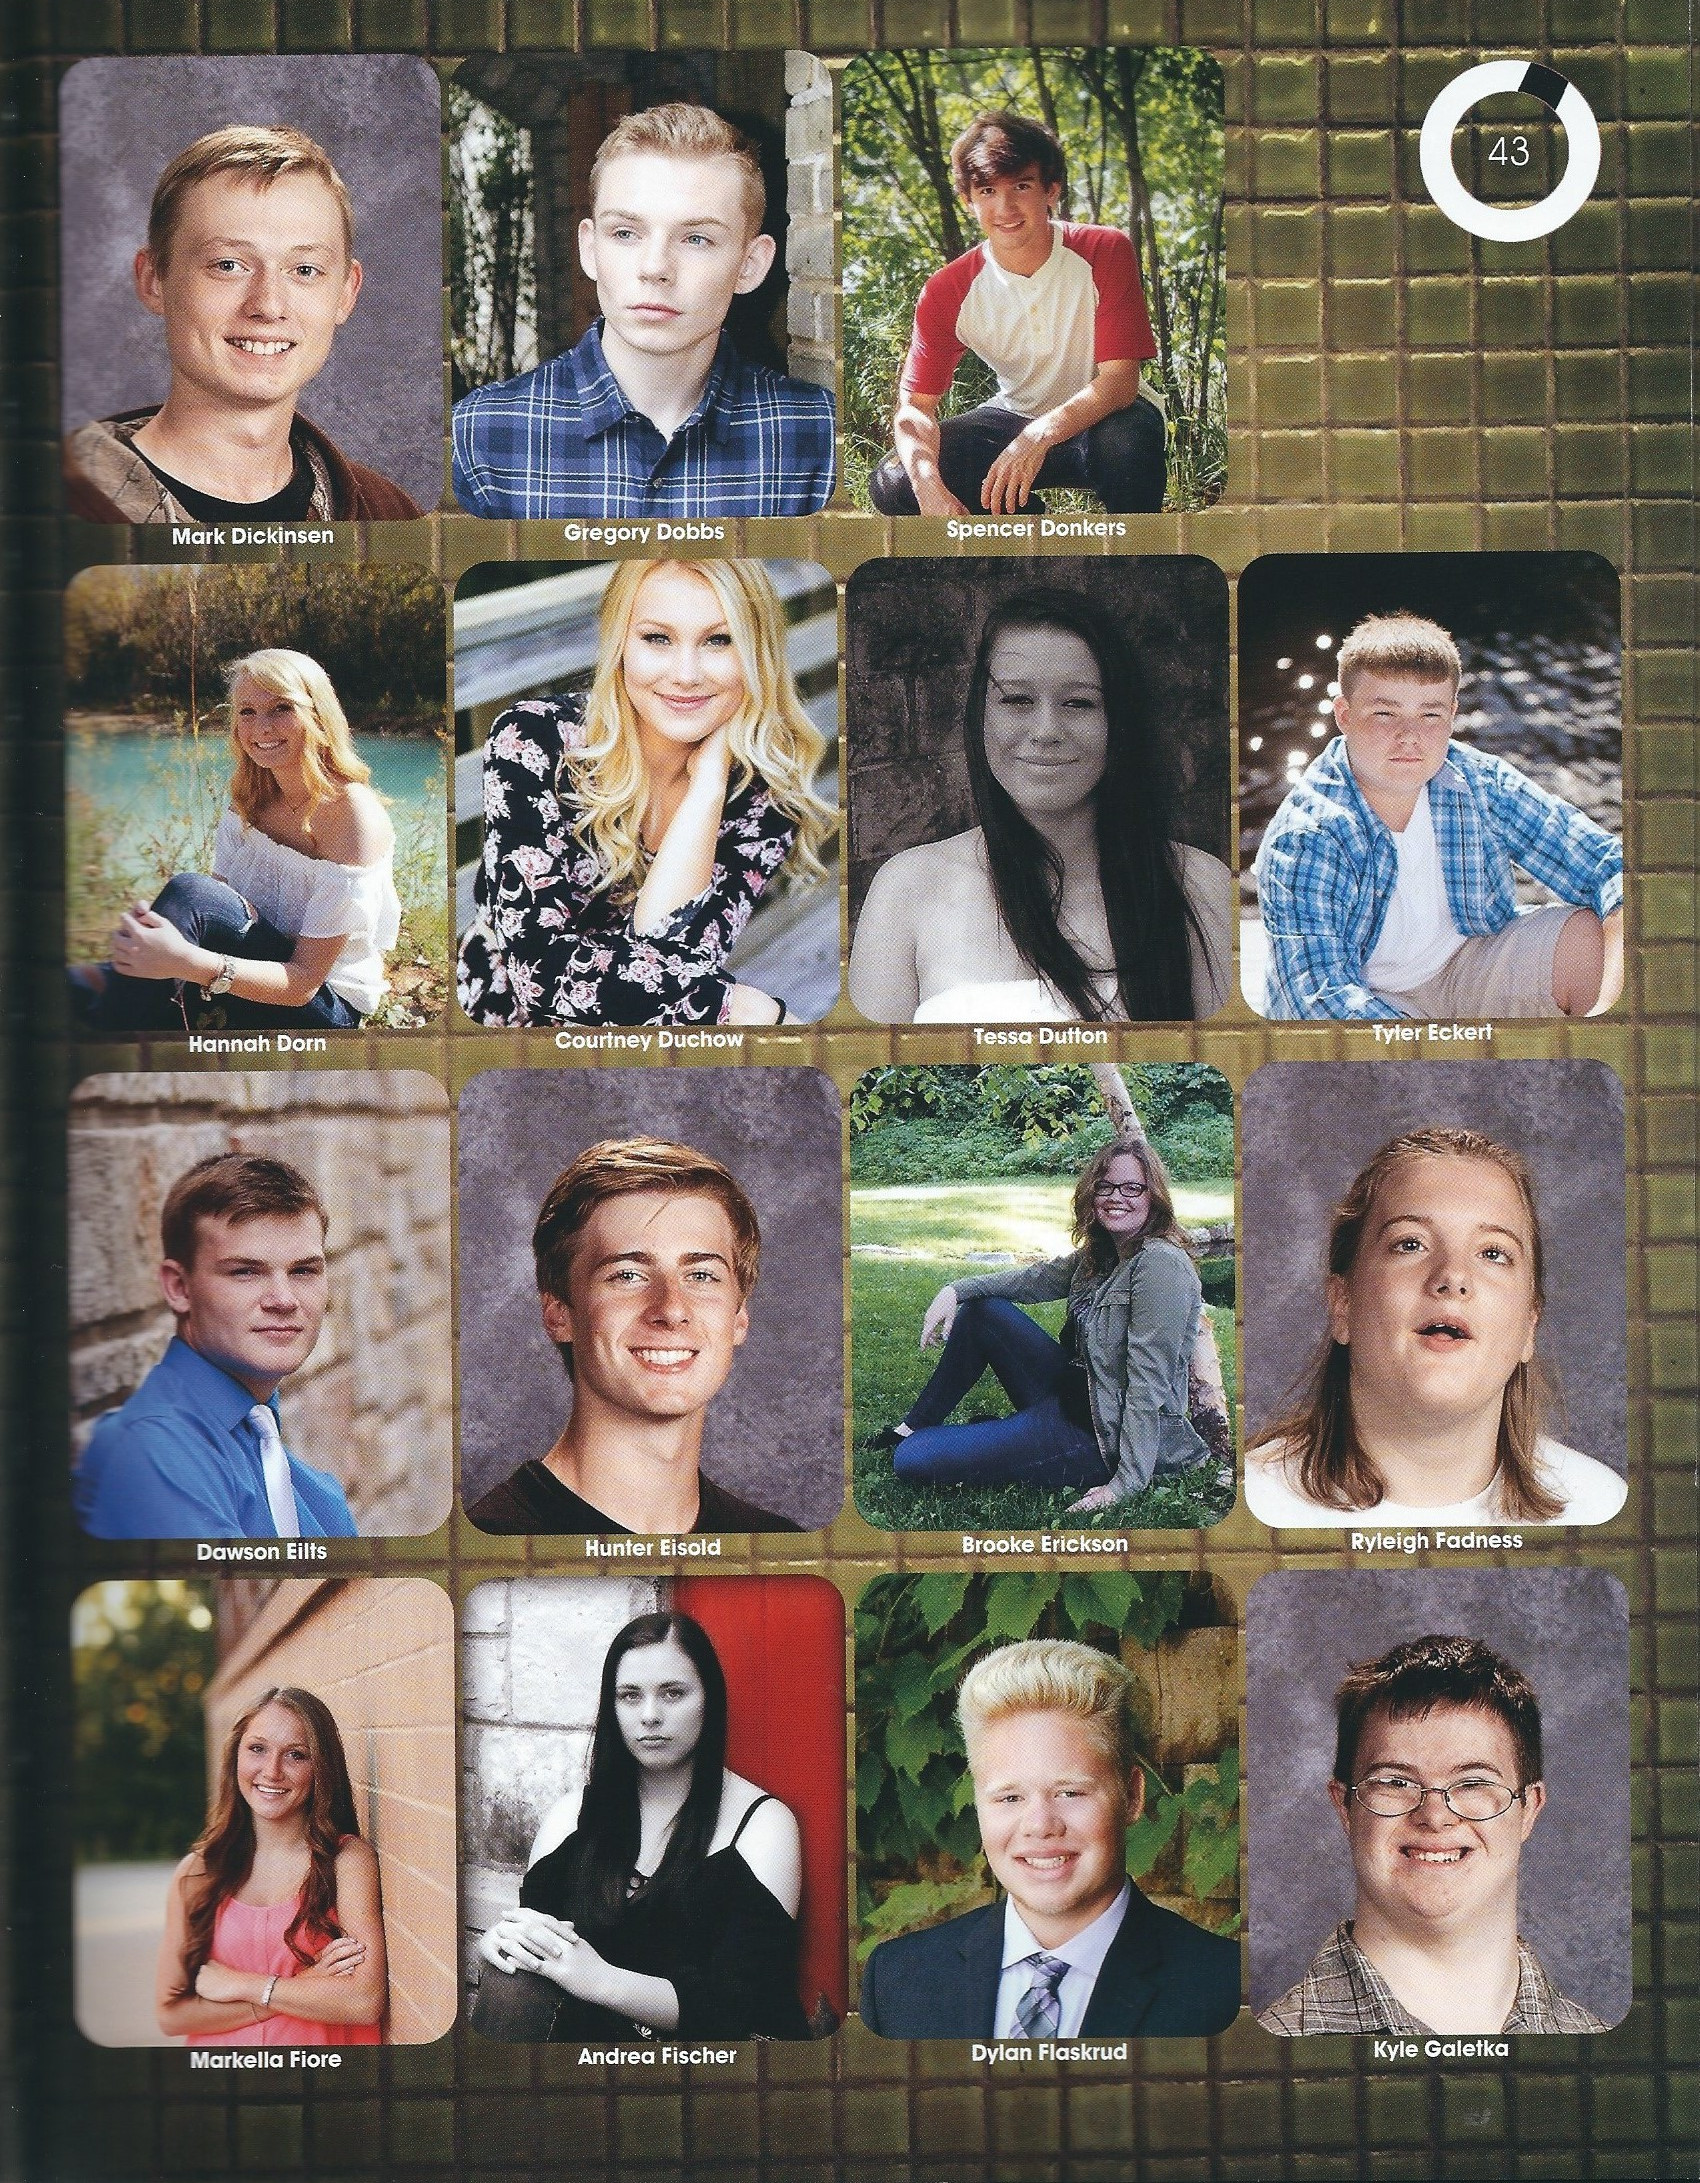 43
Mark Dickinsen
Gregory Dobbs
Spencer Donkers
Hannah Dorn
Courtney Duchow
Tessa Dutton
Tyler Eckert
Dawson Eilts
Hunter Eisold
Brooke Erickson
Ryleigh Fadness
Markella Fiore
Andrea Fischer
Dylan Flaskrud
Kyle Galetka